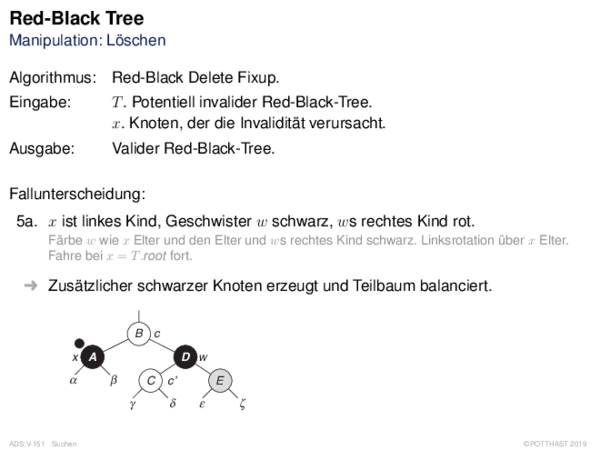 Red-Black Tree
Manipulation: Löschen
Algorithmus: Red-Black Delete Fixup.
Eingabe: T. Potentiell invalider Red-Black-Tree.
x. Knoten, der die Invalidität verursacht.
Ausgabe: Valider Red-Black-Tree.
Fallunterscheidung:
5a. x ist linkes Kind, Geschwister w schwarz, ws rechtes Kind rot.
Färbe w wie x Elter und den Elter und ws rechtes Kind schwarz. Linksrotation über x Elter.
Fahre bei x = T.root fort.
➜ Zusätzlicher schwarzer Knoten erzeugt und Teilbaum balanciert.
B c
x A D w
α β C c' E
γ δ ε ζ
ADS:V-151 Suchen ©POTTHAST 2019